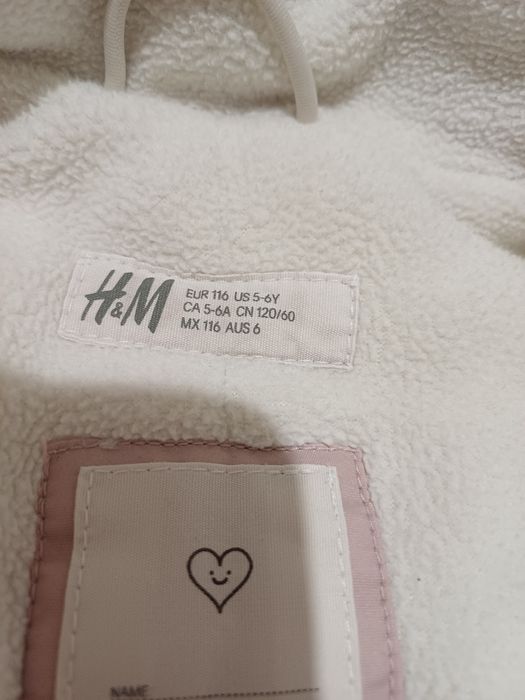 H&M
EUR 116 US 5-6Y
CA 5-6A CN 120/60
MX 116 AUS 6
NAME